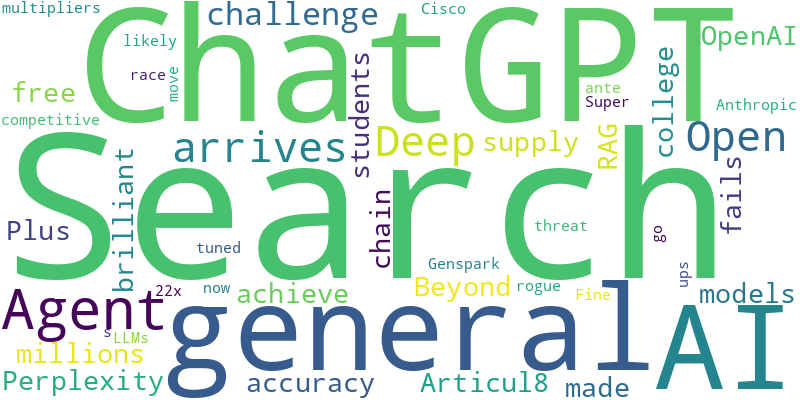 multipliers
ChatGPT
challenge
Cisco
likely
race
move
free
competitive
OpenAI
ante
Super
Anthropic
college
students
arrives
Deep
supply
RAG
Open
fails
Search
brilliant
Plus
chain
tuned
threat
go
Genspark
ups
Agent
22x
now
achieve
general
Beyond
rogue
Fine
models
AI
s
LLMs
millions
Perplexity
accuracy
Articul8
made